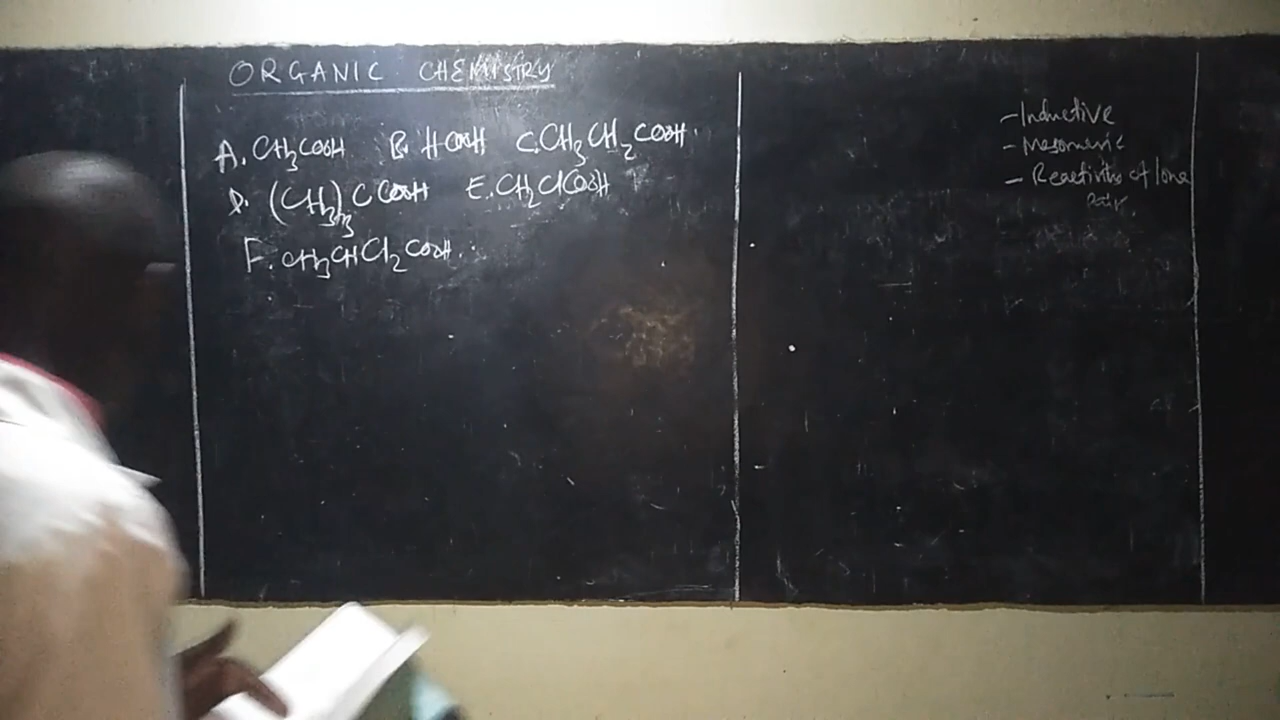 ORGANIC CHEMISTRY
A. CH3COOH B. HCOOH C. CH3CH2COOH.
D. (CH3)3CCOOH E. CH2ClCOOH
F. CH3CHCl2COOH.
- Inductive
- Mesomeric
- Reactivity of lone
Pair.